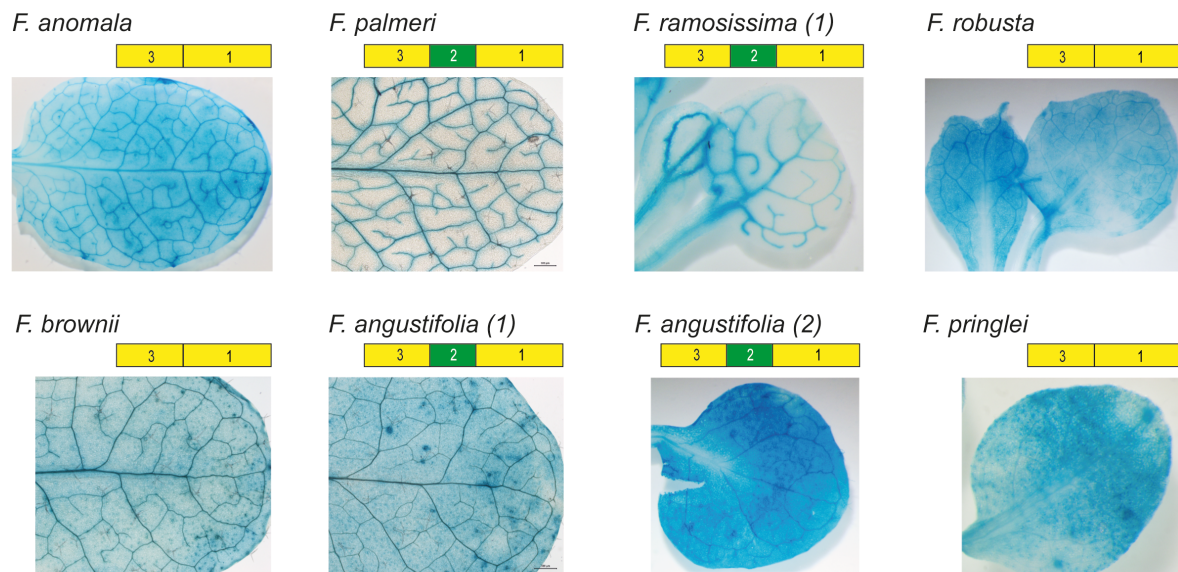 F. anomala
3 1
F. palmeri
3 2 1
F. ramosissima (1)
3 2 1
F. robusta
3 1
F. brownii
3 1
F. angustifolia (1)
3 2 1
F. angustifolia (2)
3 2 1
F. pringlei
3 1